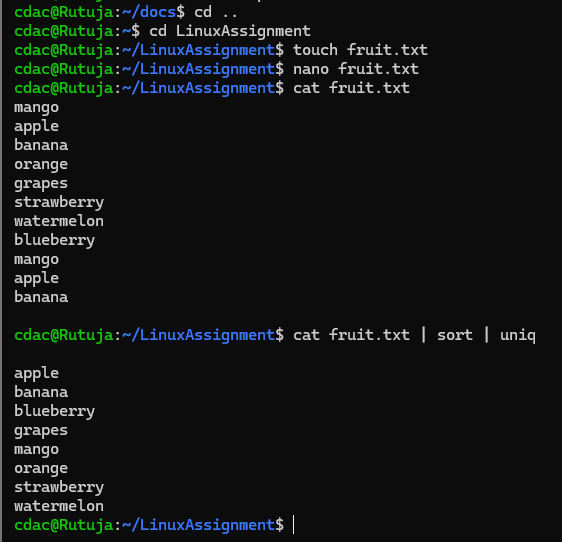 cdac@Rutuja:~/docs$ cd ..
cdac@Rutuja:~$ cd LinuxAssignment
cdac@Rutuja:~/LinuxAssignment$ touch fruit.txt
cdac@Rutuja:~/LinuxAssignment$ nano fruit.txt
cdac@Rutuja:~/LinuxAssignment$ cat fruit.txt
mango
apple
banana
orange
grapes
strawberry
watermelon
blueberry
mango
apple
banana

cdac@Rutuja:~/LinuxAssignment$ cat fruit.txt | sort | uniq

apple
banana
blueberry
grapes
mango
orange
strawberry
watermelon
cdac@Rutuja:~/LinuxAssignment$